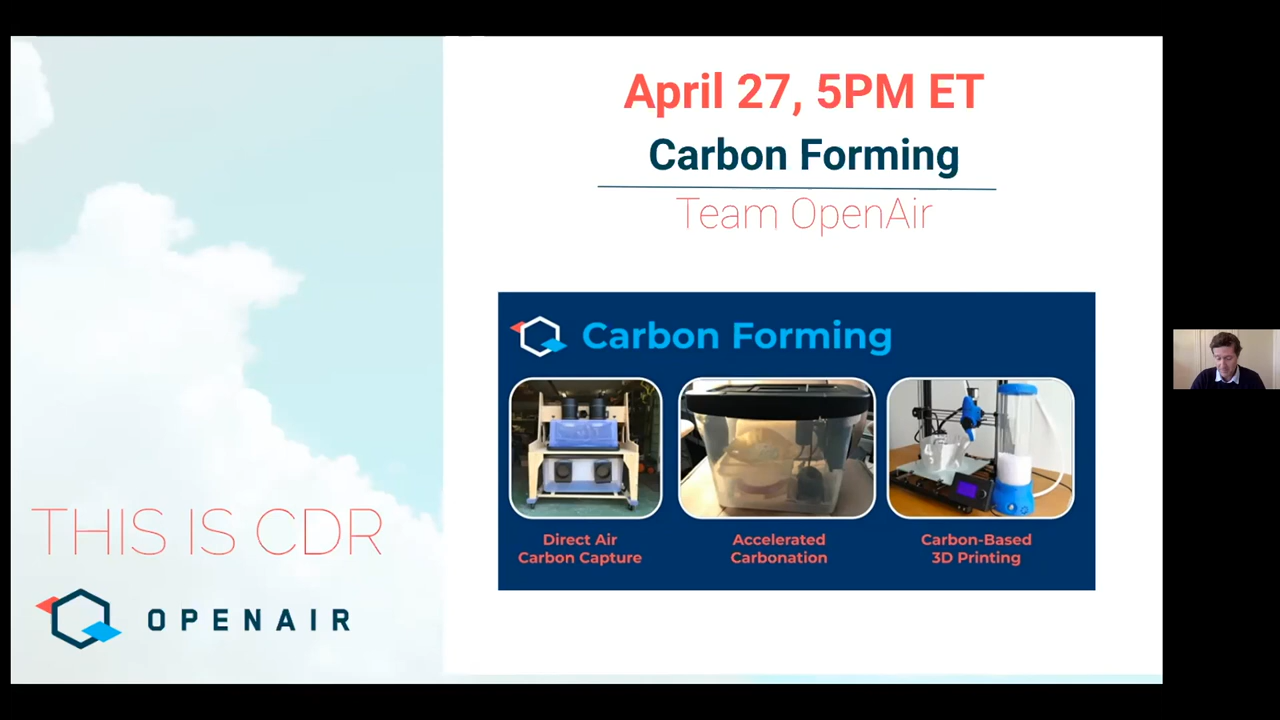 April 27, 5PM ET
Carbon Forming
Team OpenAir
Carbon Forming
Direct Air
Carbon Capture
Accelerated
Carbonation
Carbon-Based
3D Printing
THIS IS CDR
OPENAIR